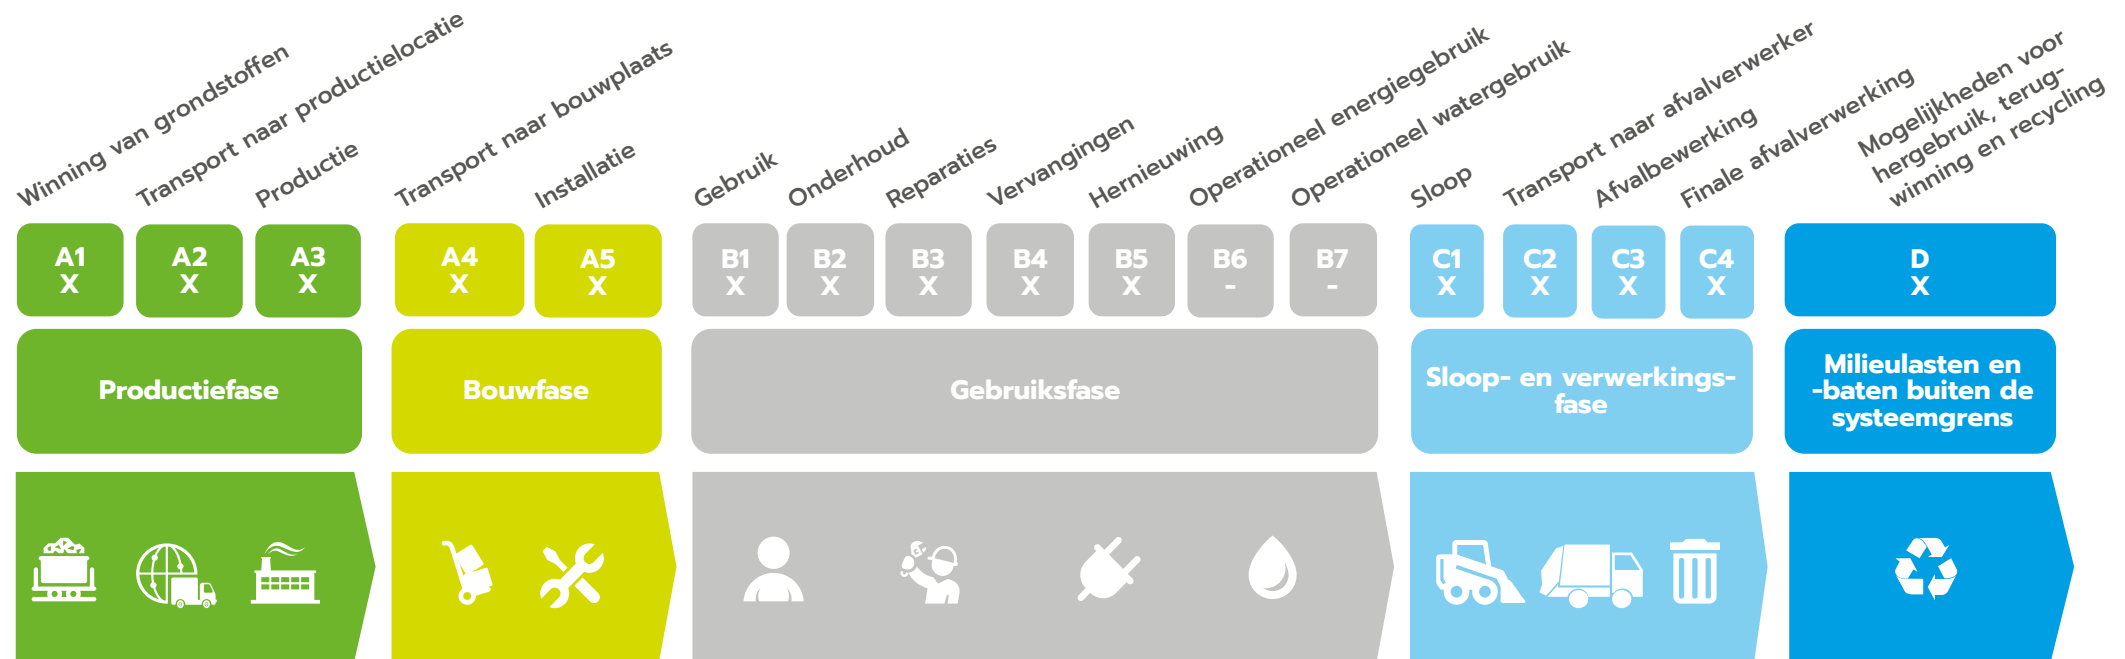 Winning van grondstoffen
Transport naar productielocatie
Productie
Transport naar bouwplaats
Installatie
Gebruik
Onderhoud
Reparaties
Vervangingen
Hernieuwing
Operationeel energiegebruik
Operationeel watergebruik
Sloop
Transport naar afvalverwerker
Afvalbewerking
Finale afvalverwerking
Mogelijkheden voor
hergebruik, terug-
winning en recycling
A1
X
A2
X
A3
X
A4
X
A5
X
B1
X
B2
X
B3
X
B4
X
B5
X
B6
-
B7
-
C1
X
C2
X
C3
X
C4
X
D
X
Productiefase
Bouwfase
Gebruiksfase
Sloop- en verwerkings-
fase
Milieulasten en
-baten buiten de
systeemgrens